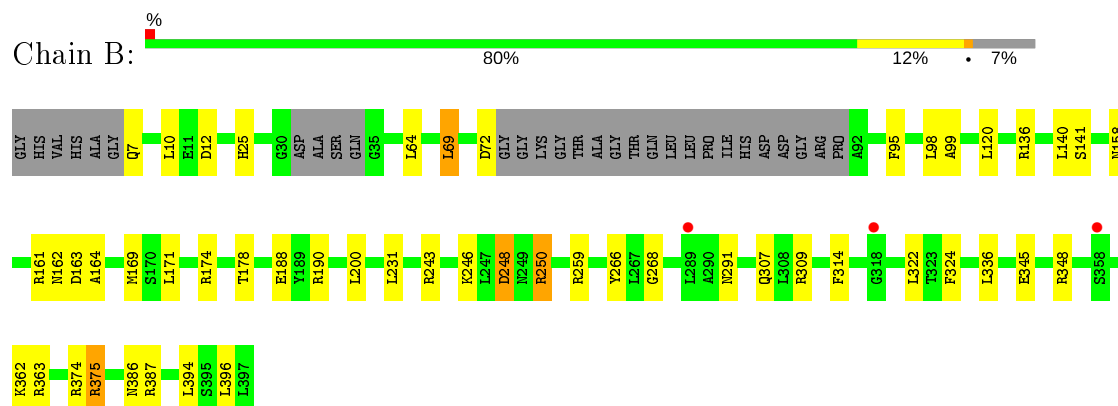 %
Chain B:
80% 12% • 7%
GLY HIS VAL HIS ALA GLY Q7 L10 E11 D12 H25 G30 ASP ALA SER GLN G35 L64 L69 D72 GLY GLY LYS GLY THR ALA GLY THR GLN LEU LEU PRO ILE HIS ASP ASP GLY ARG PRO A92 F95 L98 A99 L120 R136 L140 S141 N158
R161 N162 D163 A164 M169 S170 L171 R174 T178 E188 Y189 R190 L200 L231 R243 K246 L247 D248 N249 R250 R259 Y266 L267 G268 L289 A290 N291 Q307 L308 R309 F314 G318 L322 T323 F324 L336 E345 R348 S358
K362 R363 R374 R375 N386 R387 L394 S395 L396 L397